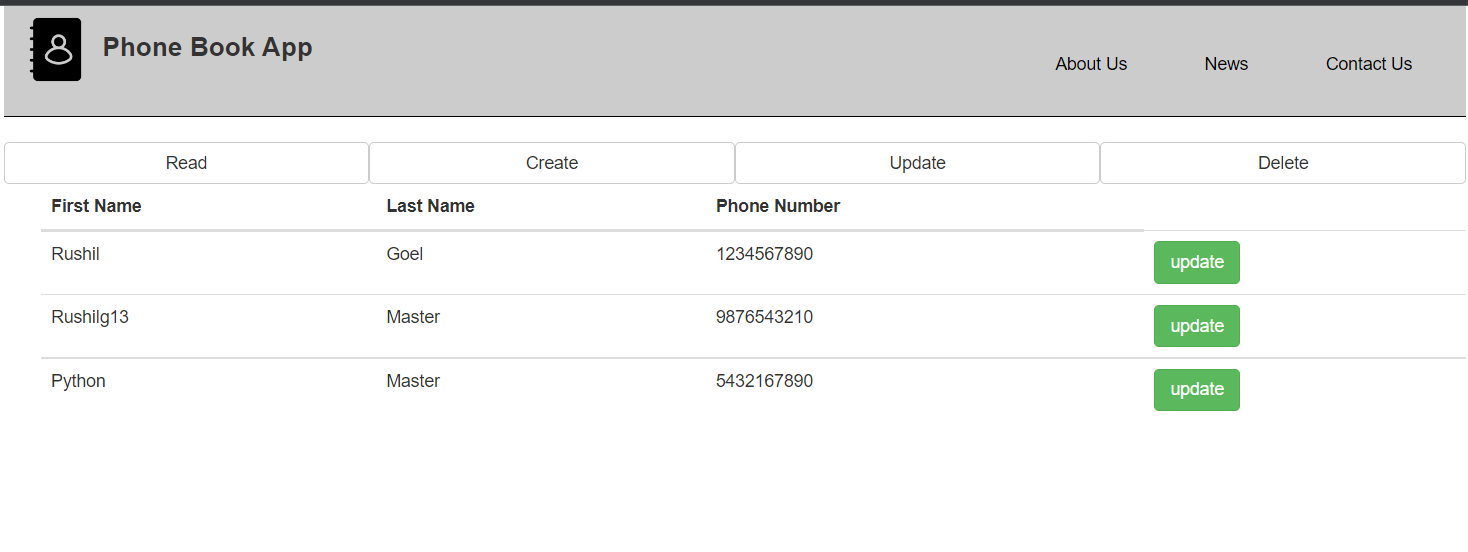 Phone Book App
About Us News Contact Us
Read Create Update Delete
First Name Last Name Phone Number
Rushil Goel 1234567890 update
Rushilg13 Master 9876543210 update
Python Master 5432167890 update